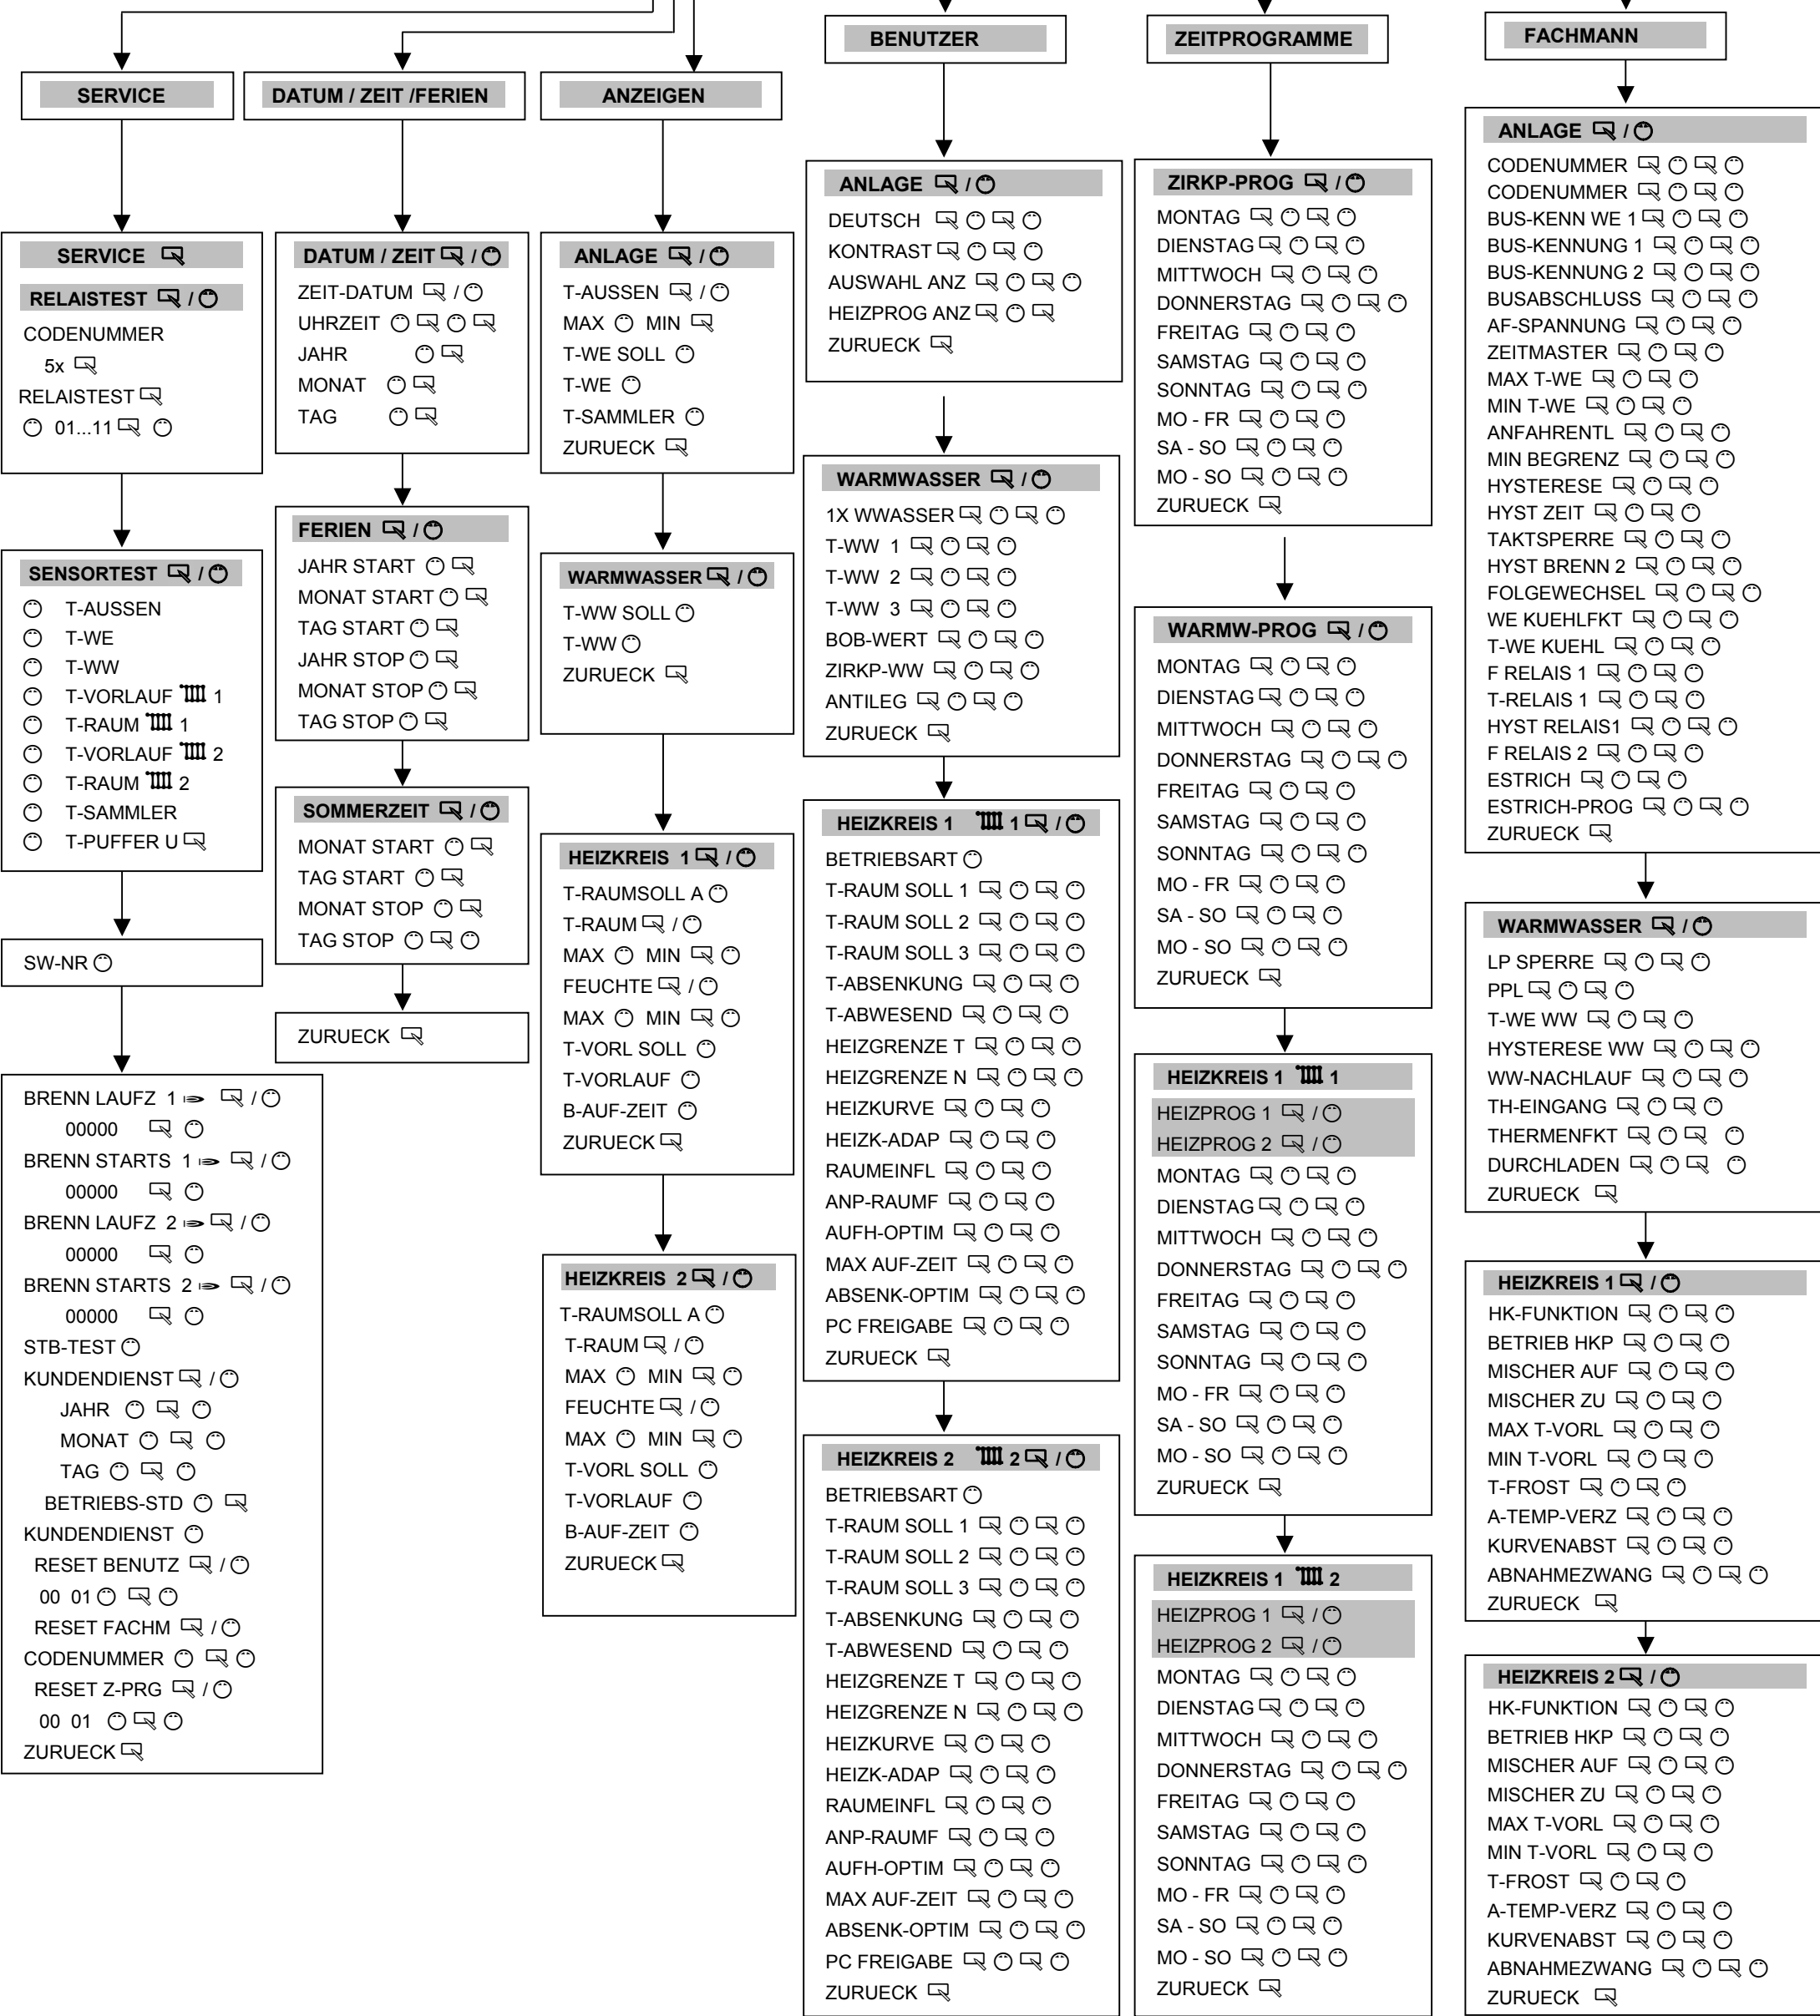 SERVICE
SERVICE
RELAISTEST /
CODENUMMER
5x
RELAISTEST
01...11
SENSORTEST /
T-AUSSEN
T-WE
T-WW
T-VORLAUF 1
T-RAUM 1
T-VORLAUF 2
T-RAUM 2
T-SAMMLER
T-PUFFER U
SW-NR
BRENN LAUFZ 1 /
00000
BRENN STARTS 1 /
00000
BRENN LAUFZ 2 /
00000
BRENN STARTS 2 /
00000
STB-TEST
KUNDENDIENST /
JAHR
MONAT
TAG
BETRIEBS-STD
KUNDENDIENST
RESET BENUTZ /
00 01
RESET FACHM /
CODENUMMER
RESET Z-PRG /
00 01
ZURUECK
DATUM / ZEIT /FERIEN
DATUM / ZEIT /
ZEIT-DATUM /
UHRZEIT
JAHR
MONAT
TAG
FERIEN /
JAHR START
MONAT START
TAG START
JAHR STOP
MONAT STOP
TAG STOP
SOMMERZEIT /
MONAT START
TAG START
MONAT STOP
TAG STOP
ZURUECK
ANZEIGEN
ANLAGE /
T-AUSSEN /
MAX MIN
T-WE SOLL
T-WE
T-SAMMLER
ZURUECK
WARMWASSER /
T-WW SOLL
T-WW
ZURUECK
HEIZKREIS 1 /
T-RAUMSOLL A
T-RAUM /
MAX MIN
FEUCHTE /
MAX MIN
T-VORL SOLL
T-VORLAUF
B-AUF-ZEIT
ZURUECK
HEIZKREIS 2 /
T-RAUMSOLL A
T-RAUM /
MAX MIN
FEUCHTE /
MAX MIN
T-VORL SOLL
T-VORLAUF
B-AUF-ZEIT
ZURUECK
BENUTZER
ANLAGE /
DEUTSCH
KONTRAST
AUSWAHL ANZ
HEIZPROG ANZ
ZURUECK
WARMWASSER /
1X WWASSER
T-WW 1
T-WW 2
T-WW 3
BOB-WERT
ZIRKP-WW
ANTILEG
ZURUECK
HEIZKREIS 1 1 /
BETRIEBSART
T-RAUM SOLL 1
T-RAUM SOLL 2
T-RAUM SOLL 3
T-ABSENKUNG
T-ABWESEND
HEIZGRENZE T
HEIZGRENZE N
HEIZKURVE
HEIZK-ADAP
RAUMEINFL
ANP-RAUMF
AUFH-OPTIM
MAX AUF-ZEIT
ABSENK-OPTIM
PC FREIGABE
ZURUECK
HEIZKREIS 2 2 /
BETRIEBSART
T-RAUM SOLL 1
T-RAUM SOLL 2
T-RAUM SOLL 3
T-ABSENKUNG
T-ABWESEND
HEIZGRENZE T
HEIZGRENZE N
HEIZKURVE
HEIZK-ADAP
RAUMEINFL
ANP-RAUMF
AUFH-OPTIM
MAX AUF-ZEIT
ABSENK-OPTIM
PC FREIGABE
ZURUECK
ZEITPROGRAMME
ZIRKP-PROG /
MONTAG
DIENSTAG
MITTWOCH
DONNERSTAG
FREITAG
SAMSTAG
SONNTAG
MO - FR
SA - SO
MO - SO
ZURUECK
WARMW-PROG /
MONTAG
DIENSTAG
MITTWOCH
DONNERSTAG
FREITAG
SAMSTAG
SONNTAG
MO - FR
SA - SO
MO - SO
ZURUECK
HEIZKREIS 1 1
HEIZPROG 1 /
HEIZPROG 2 /
MONTAG
DIENSTAG
MITTWOCH
DONNERSTAG
FREITAG
SAMSTAG
SONNTAG
MO - FR
SA - SO
MO - SO
ZURUECK
HEIZKREIS 1 2
HEIZPROG 1 /
HEIZPROG 2 /
MONTAG
DIENSTAG
MITTWOCH
DONNERSTAG
FREITAG
SAMSTAG
SONNTAG
MO - FR
SA - SO
MO - SO
ZURUECK
FACHMANN
ANLAGE /
CODENUMMER
CODENUMMER
BUS-KENN WE 1
BUS-KENNUNG 1
BUS-KENNUNG 2
BUSABSCHLUSS
AF-SPANNUNG
ZEITMASTER
MAX T-WE
MIN T-WE
ANFAHRENTL
MIN BEGRENZ
HYSTERESE
HYST ZEIT
TAKTSPERRE
HYST BRENN 2
FOLGEWECHSEL
WE KUEHLFKT
T-WE KUEHL
F RELAIS 1
T-RELAIS 1
HYST RELAIS1
F RELAIS 2
ESTRICH
ESTRICH-PROG
ZURUECK
WARMWASSER /
LP SPERRE
PPL
T-WE WW
HYSTERESE WW
WW-NACHLAUF
TH-EINGANG
THERMENFKT
DURCHLADEN
ZURUECK
HEIZKREIS 1 /
HK-FUNKTION
BETRIEB HKP
MISCHER AUF
MISCHER ZU
MAX T-VORL
MIN T-VORL
T-FROST
A-TEMP-VERZ
KURVENABST
ABNAHMEZWANG
ZURUECK
HEIZKREIS 2 /
HK-FUNKTION
BETRIEB HKP
MISCHER AUF
MISCHER ZU
MAX T-VORL
MIN T-VORL
T-FROST
A-TEMP-VERZ
KURVENABST
ABNAHMEZWANG
ZURUECK